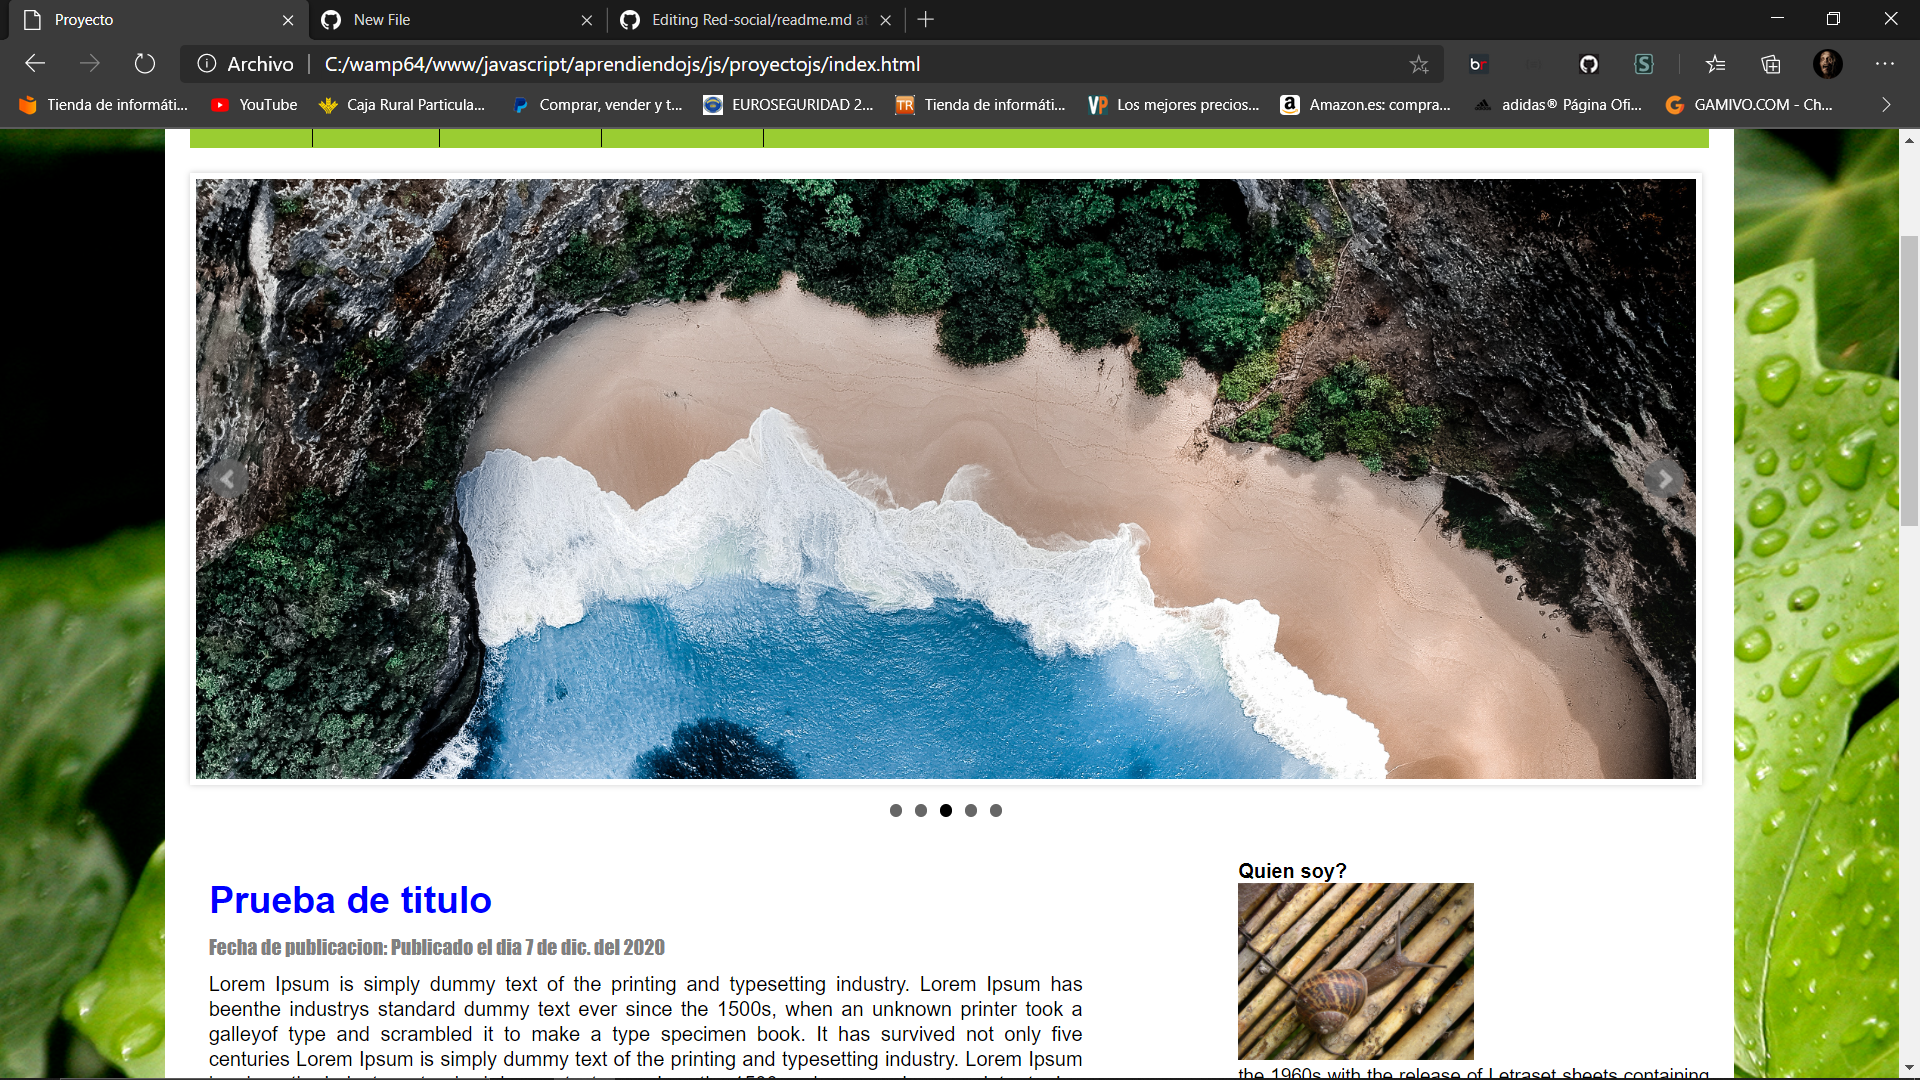 Proyecto
New File
Editing Red-social/readme.md at
Archivo
C:/wamp64/www/javascript/aprendiendojs/js/proyectojs/index.html
Tienda de informáti...
YouTube
Caja Rural Particula...
Comprar, vender y t...
EUROSEGURIDAD 2...
TR
Tienda de informáti...
VP
Los mejores precios...
Amazon.es: compra...
adidas® Página Ofi...
GAMIVO.COM - Ch...
Quien soy?
Prueba de titulo
Fecha de publicacion: Publicado el dia 7 de dic. del 2020
Lorem Ipsum is simply dummy text of the printing and typesetting industry. Lorem Ipsum has
beenthe industrys standard dummy text ever since the 1500s, when an unknown printer took a
galleyof type and scrambled it to make a type specimen book. It has survived not only five
centuries Lorem Ipsum is simply dummy text of the printing and typesetting industry. Lorem Ipsum
the 1960s with the release of Letraset sheets containing